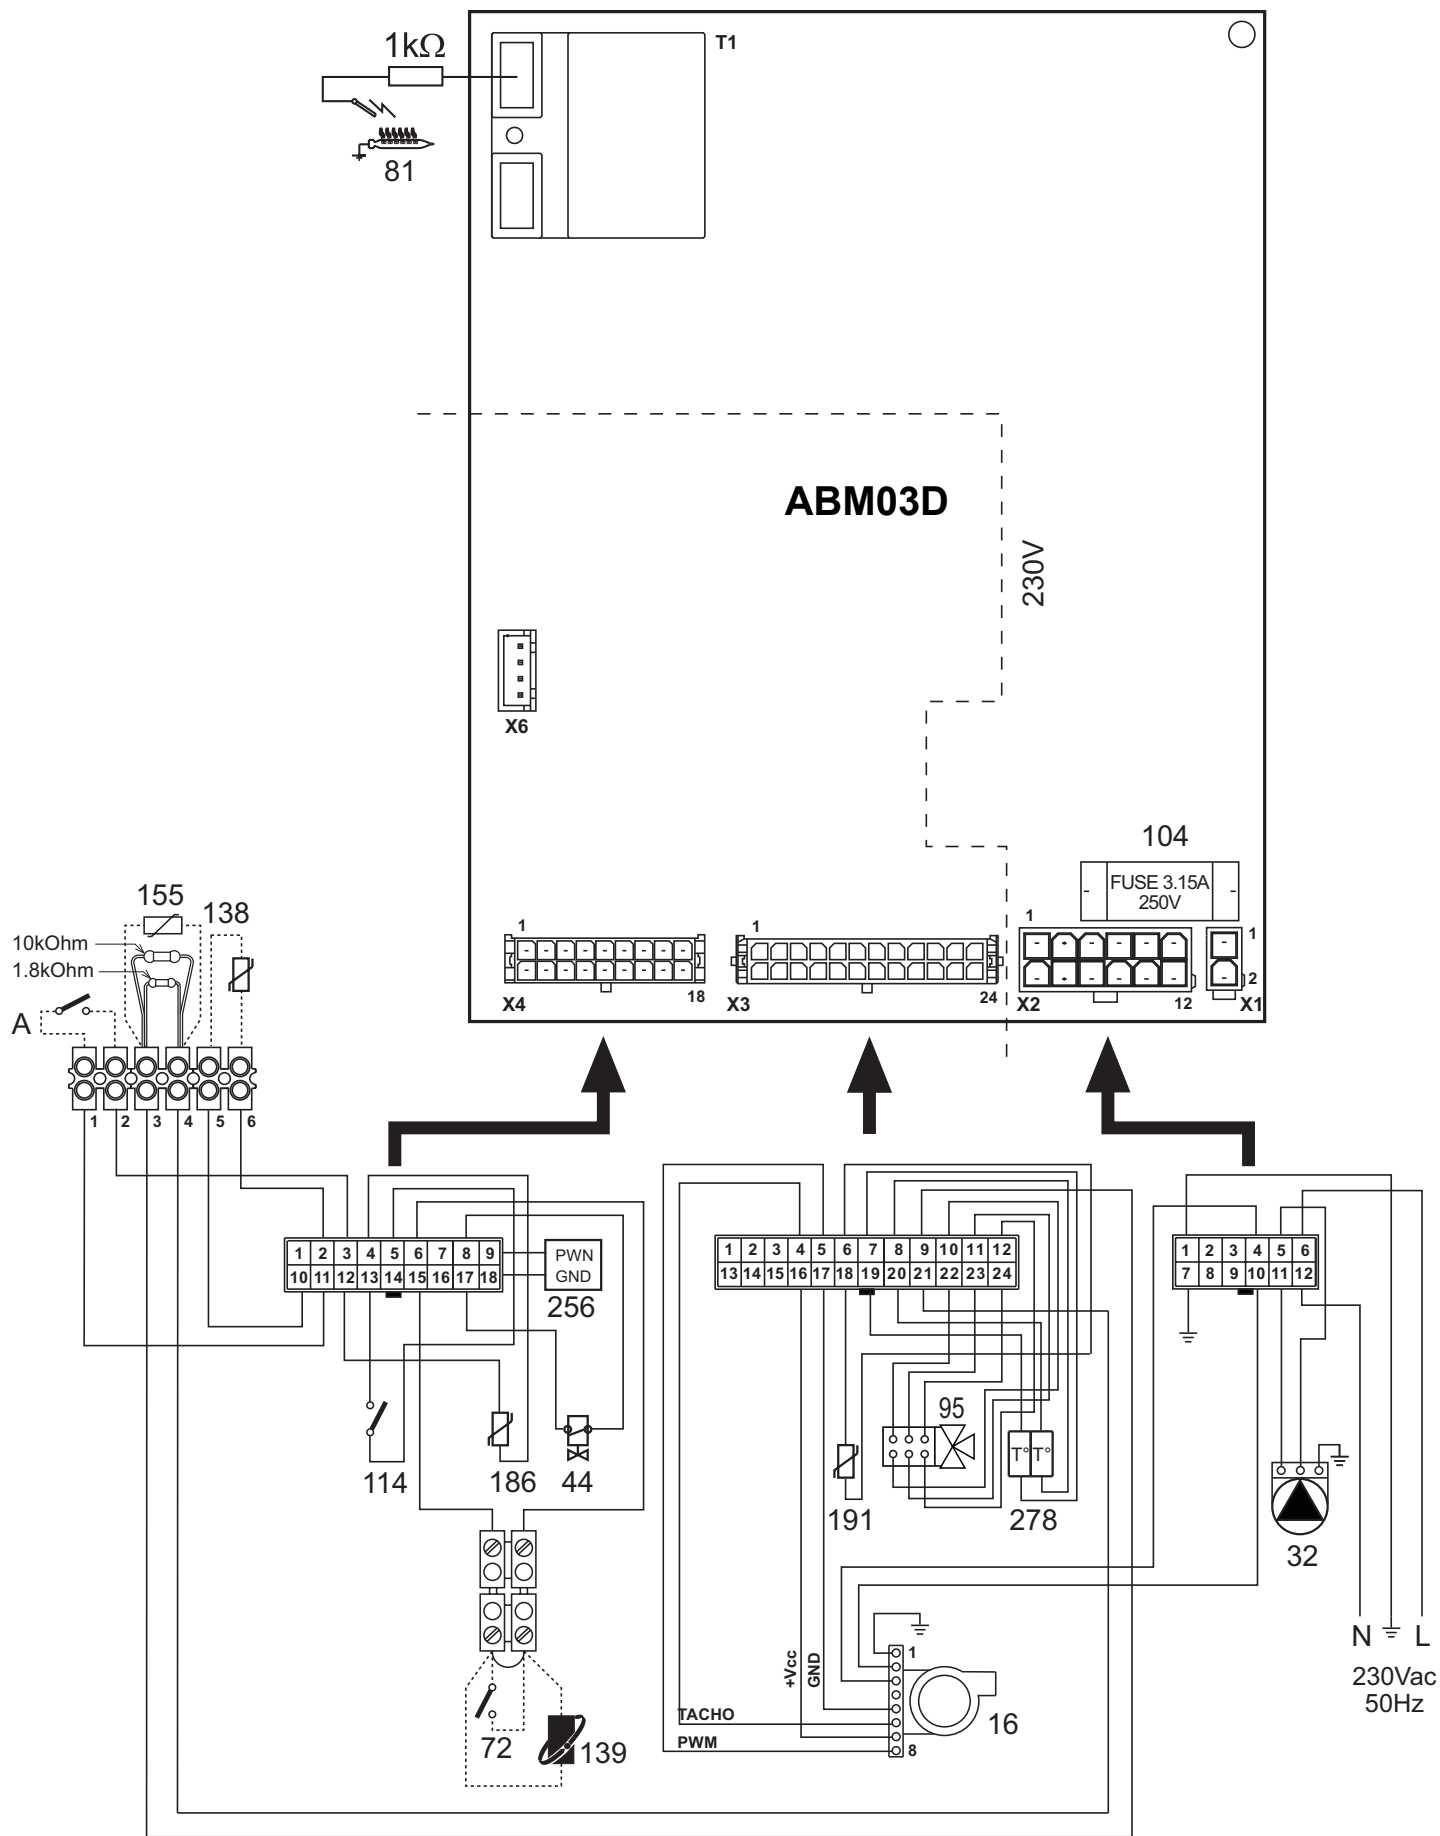 1kΩ
T1
81
ABM03D
230V
X6
104
FUSE 3.15A
250V
155
138
10kOhm
1.8kOhm
A
1
18
X4
1
24
X3
1
12
X2
1
2
X1
1 2 3 4 5 6
1 2 3 4 5 6 7 8 9
10 11 12 13 14 15 16 17 18
PWN
GND
256
1 2 3 4 5 6 7 8 9 10 11 12
13 14 15 16 17 18 19 20 21 22 23 24
1 2 3 4 5 6
7 8 9 10 11 12
114
186
44
95
191
T° T°
278
32
N
L
230Vac
50Hz
+Vcc
GND
TACHO
PWM
1
8
16
72
139